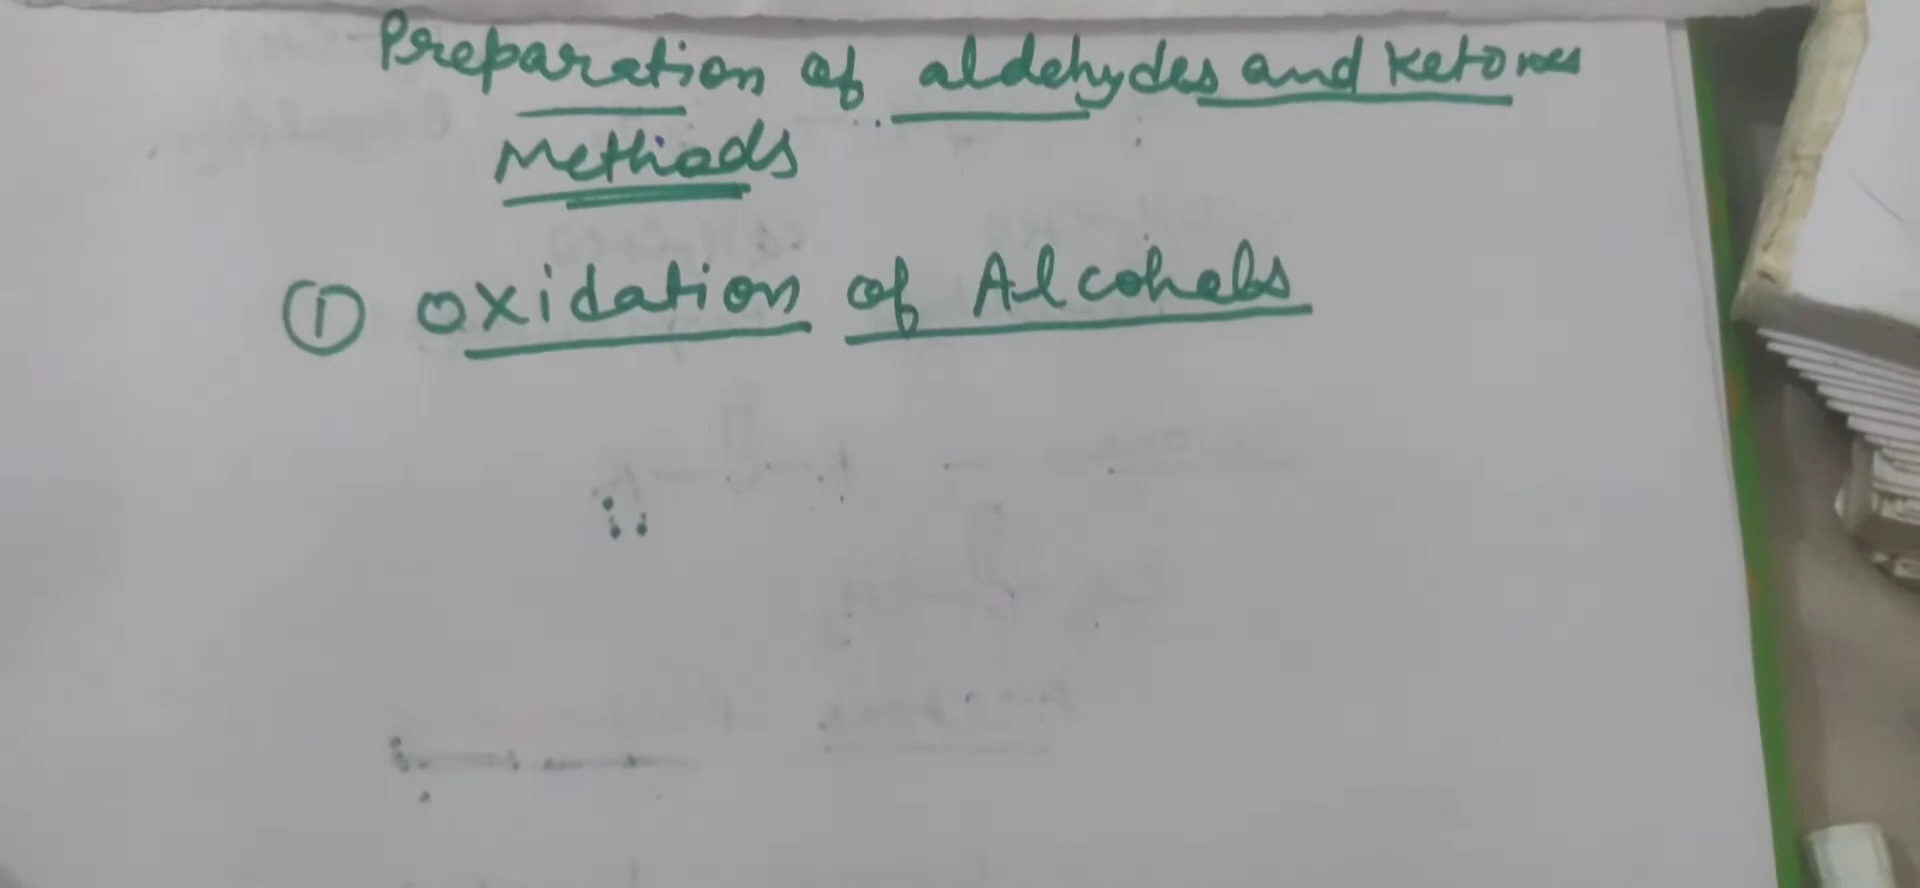 Preparation of aldehydes and ketones
Methods
① Oxidation of Alcohols